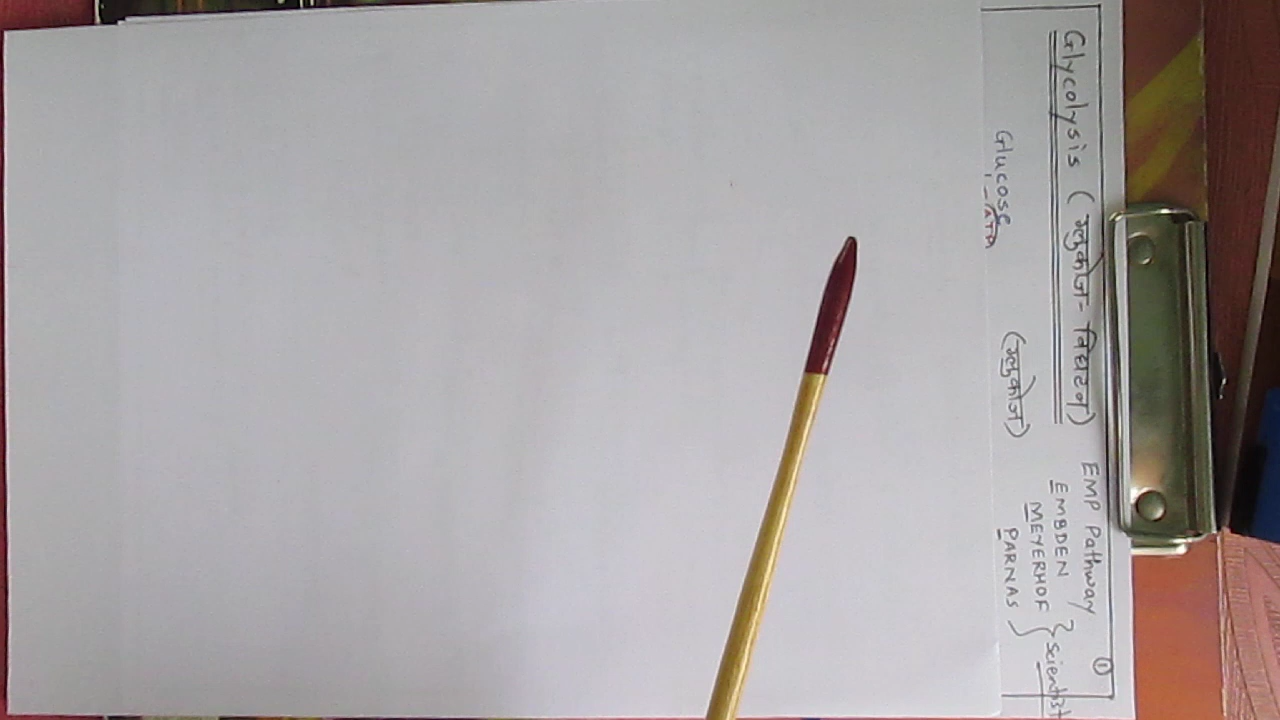 ①
Glycolysis (ग्लुकोज- विघटन) EMP Pathway
EMBDEN
MEYERHOF } Scientist
PARNAS
Glucose (ग्लुकोज)
ATP